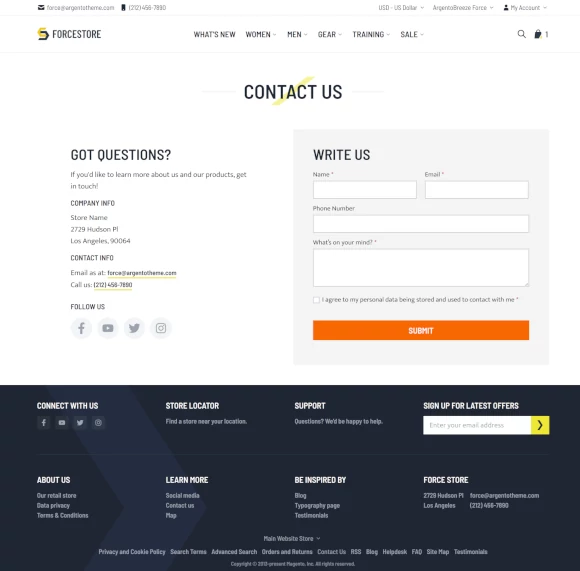 force@argentotheme.com (212) 456-7890 USD - US Dollar ArgentoBreeze Force My Account
FORCESTORE WHAT'S NEW WOMEN MEN GEAR TRAINING SALE 1
CONTACT US
GOT QUESTIONS?
If you'd like to learn more about us and our products, get
in touch!
COMPANY INFO
Store Name
2729 Hudson Pl
Los Angeles, 90064
CONTACT INFO
Email as at: force@argentotheme.com
Call us: (212) 456-7890
FOLLOW US
WRITE US
Name * Email *
Phone Number
What's on your mind? *
I agree to my personal data being stored and used to contact with me *
SUBMIT
CONNECT WITH US STORE LOCATOR SUPPORT SIGN UP FOR LATEST OFFERS
Find a store near your location. Questions? We'd be happy to help. Enter your email address
ABOUT US LEARN MORE BE INSPIRED BY FORCE STORE
Our retail store Social media Blog 2729 Hudson Pl force@argentotheme.com
Data privacy Contact us Typography page Los Angeles (212) 456-7890
Terms & Conditions Map Testimonials
Main Website Store
Privacy and Cookie Policy Search Terms Advanced Search Orders and Returns Contact Us RSS Blog Helpdesk FAQ Site Map Testimonials
Copyright © 2013-present Magento, Inc. All rights reserved.